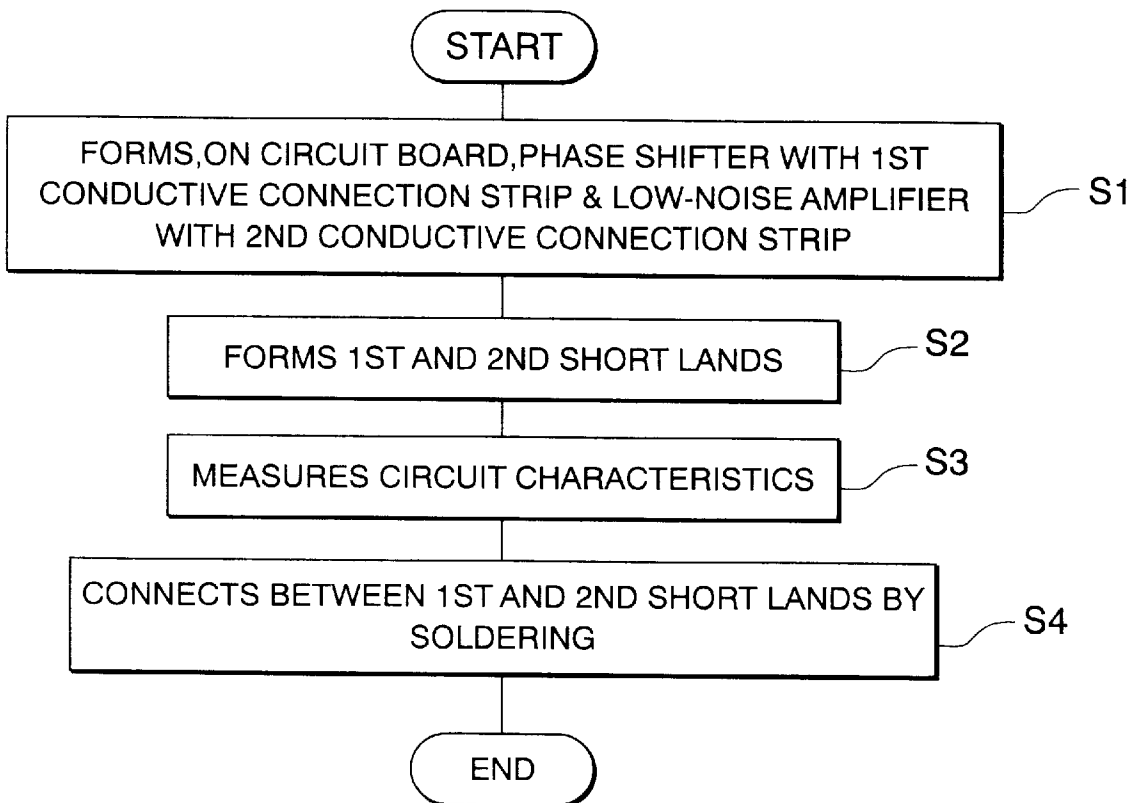 START
FORMS,ON CIRCUIT BOARD,PHASE SHIFTER WITH 1ST
CONDUCTIVE CONNECTION STRIP & LOW-NOISE AMPLIFIER
WITH 2ND CONDUCTIVE CONNECTION STRIP
S1
FORMS 1ST AND 2ND SHORT LANDS
S2
MEASURES CIRCUIT CHARACTERISTICS
S3
CONNECTS BETWEEN 1ST AND 2ND SHORT LANDS BY
SOLDERING
S4
END